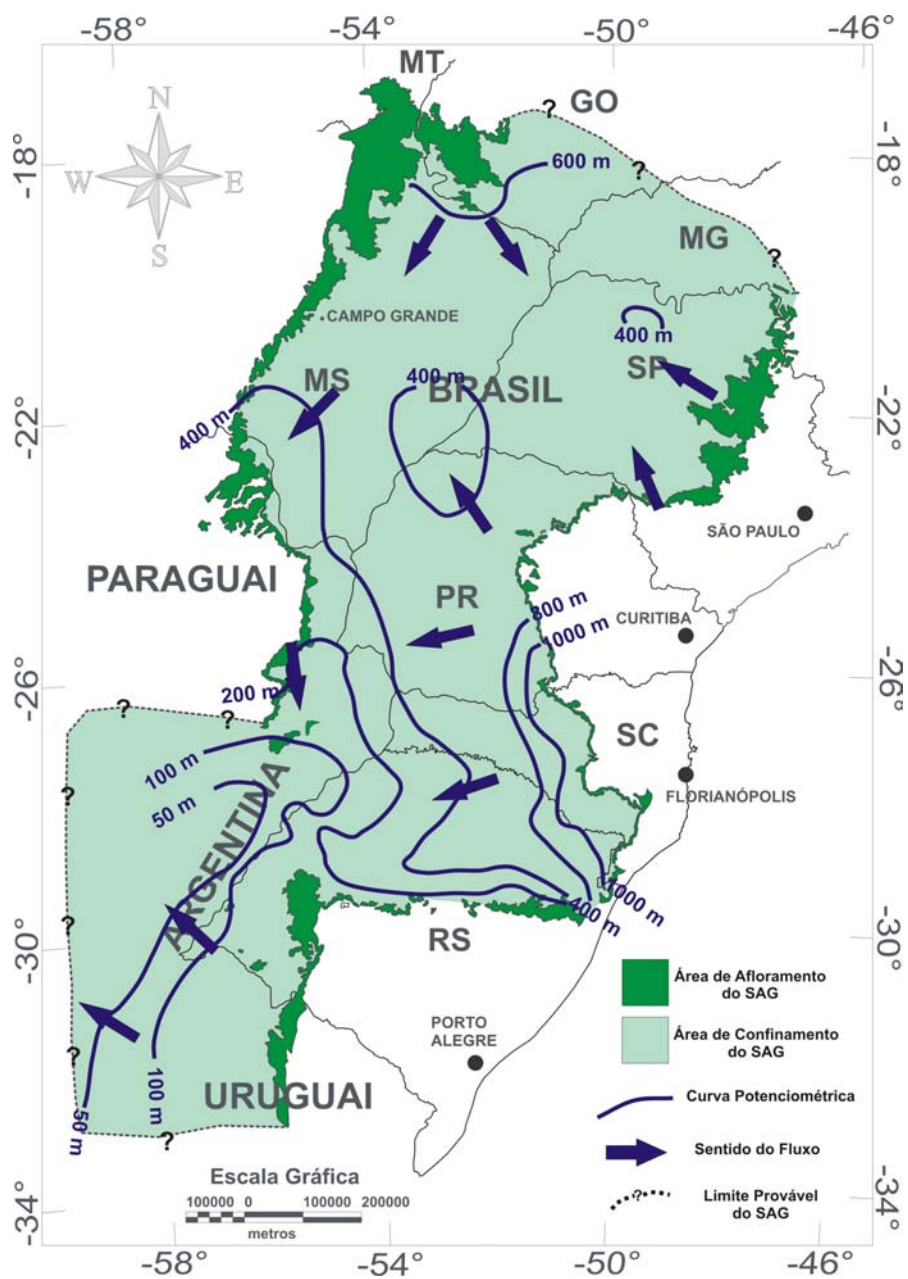 -58°
-54°
-50°
-46°
MT
GO
N
W
E
S
-18°
-18°
600 m
MG
CAMPO GRANDE
400 m
SP
MS
400 m
BRASIL
400 m
-22°
-22°
SÃO PAULO
PARAGUAI
PR
800 m
1000 m
CURITIBA
-26°
-26°
200 m
SC
100 m
50 m
ARGENTINA
FLORIANÓPOLIS
400 m
1000 m
-30°
-30°
RS
Área de Afloramento
do SAG
Área de Confinamento
do SAG
PORTO
ALEGRE
100 m
50 m
URUGUAI
Curva Potenciométrica
Sentido do Fluxo
Limite Provável
do SAG
Escala Gráfica
100000 0 100000 200000
metros
-34°
-34°
-58°
-54°
-50°
-46°
?
?
?
?
?
?
?
?
?
?
?